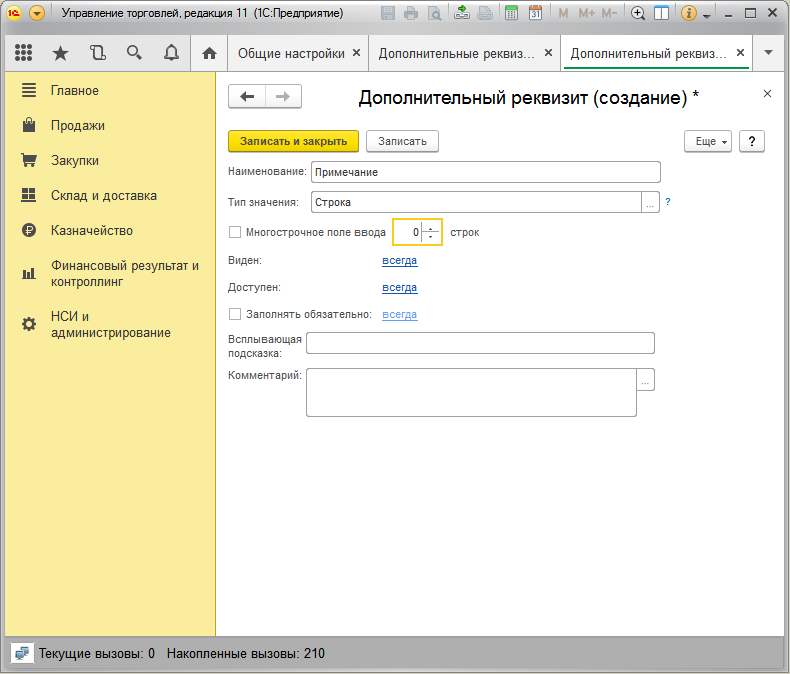 Управление торговлей, редакция 11 (1С:Предприятие)
31 M M+ M-
Общие настройки × Дополнительные реквиз... × Дополнительный реквиз... ×
Главное
Продажи
Закупки
Склад и доставка
Казначейство
Финансовый результат и
контроллинг
НСИ и
администрирование
Дополнительный реквизит (создание) *
Записать и закрыть Записать Еще ?
Наименование: Примечание
Тип значения: Строка ... ?
Многострочное поле ввода 0 строк
Виден: всегда
Доступен: всегда
Заполнять обязательно: всегда
Всплывающая
подсказка:
Комментарий: ...
Текущие вызовы: 0 Накопленные вызовы: 210